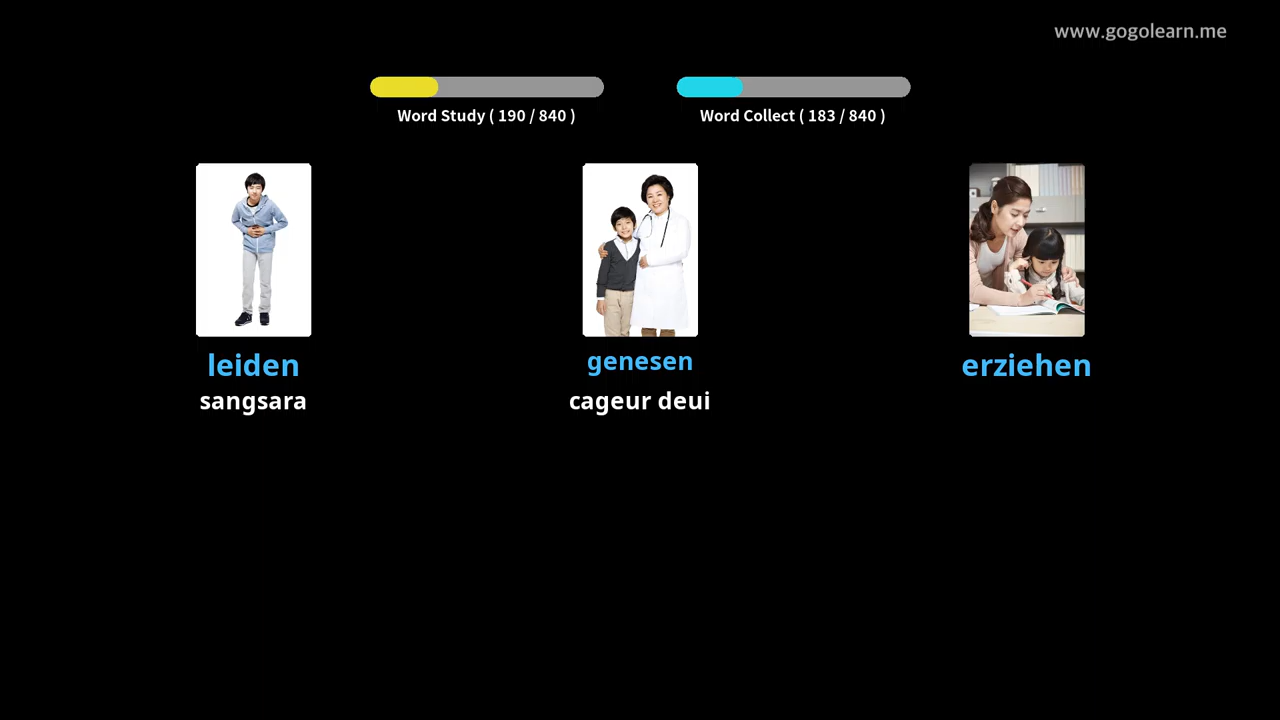 www.gogolearn.me
Word Study ( 190 / 840 )
Word Collect ( 183 / 840 )
leiden
sangsara
genesen
cageur deui
erziehen